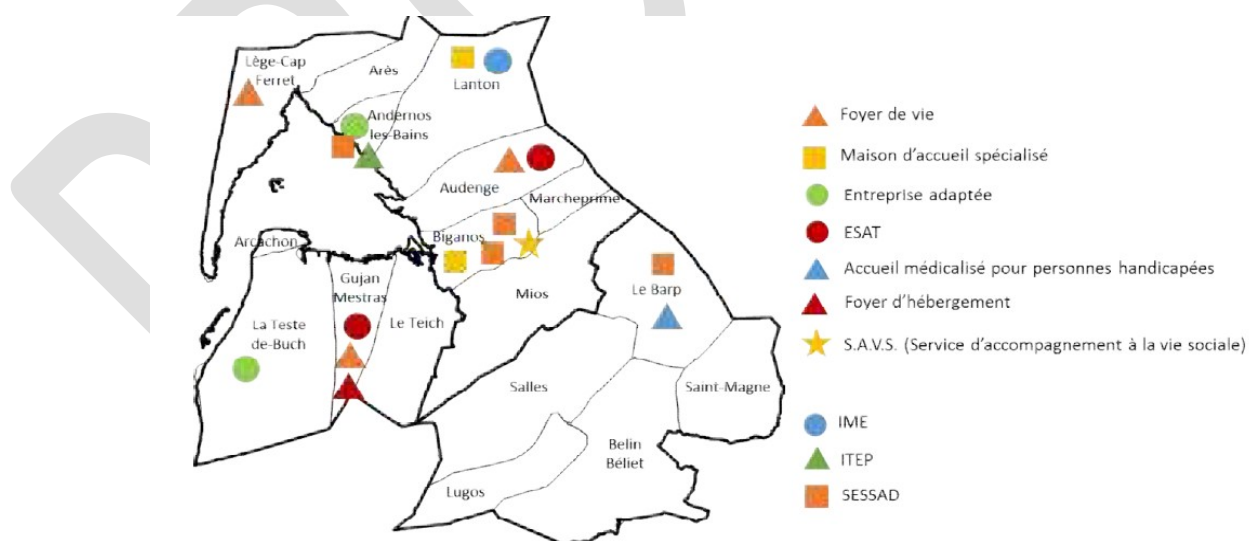 Lège-Cap
Ferret
Arès
Lanton
Andernos
les-Bains
Audenge
Marcheprime
Arcachon
Biganos
Gujan
Mestras
Mios
Le Barp
La Teste
de-Buch
Le Teich
Salles
Saint-Magne
Belin
Béliet
Lugos
Foyer de vie
Maison d'accueil spécialisé
Entreprise adaptée
ESAT
Accueil médicalisé pour personnes handicapées
Foyer d'hébergement
S.A.V.S. (Service d'accompagnement à la vie sociale)
IME
ITEP
SESSAD